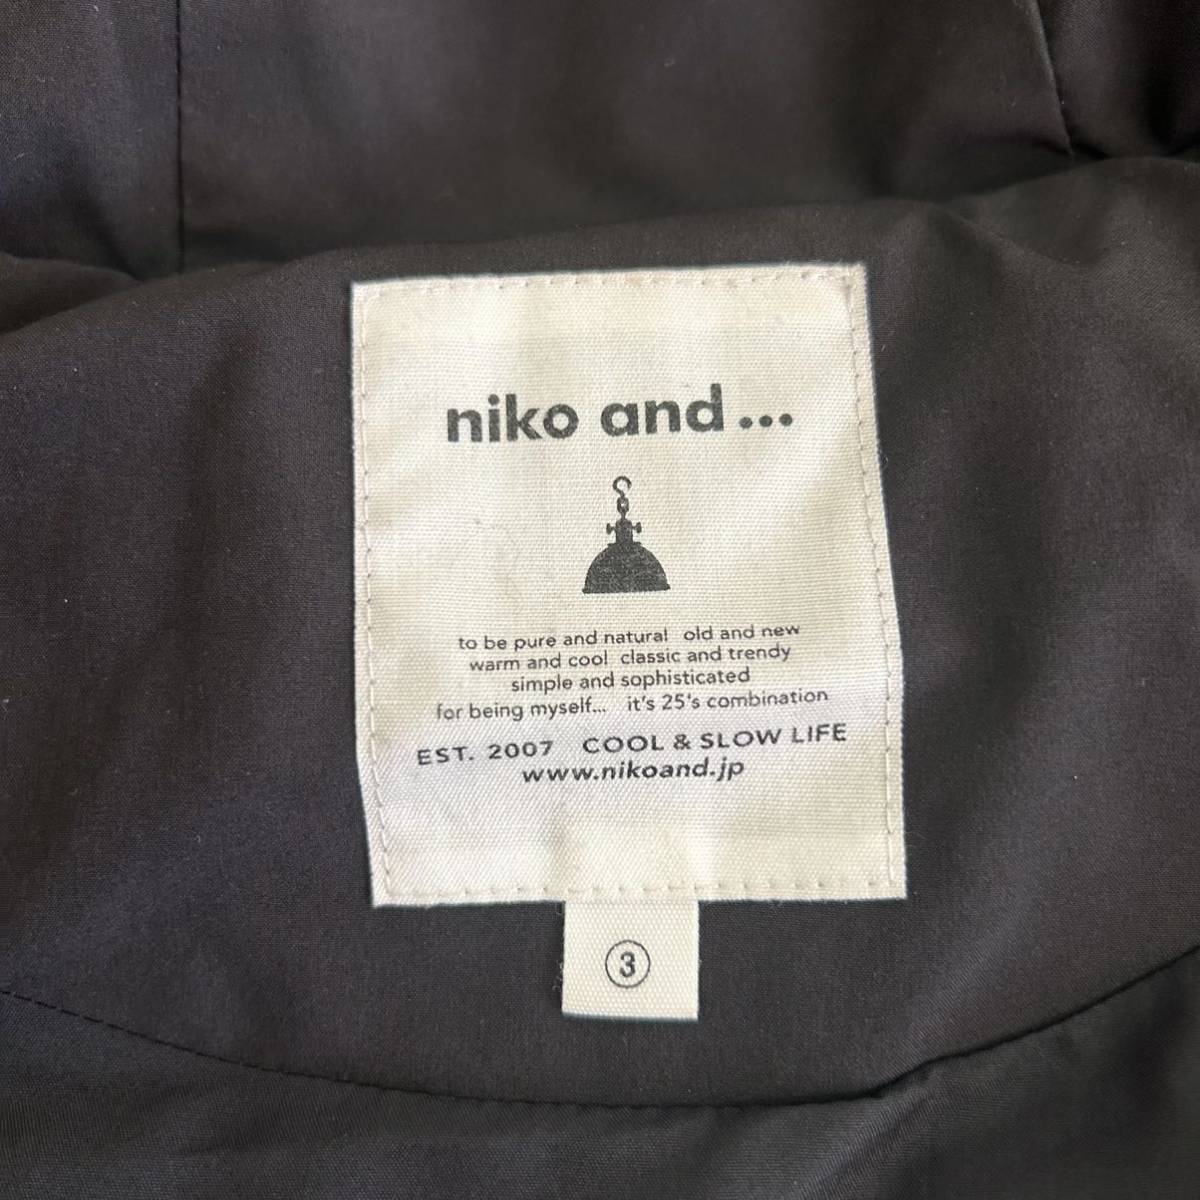 niko and...
to be pure and natural old and new
warm and cool classic and trendy
simple and sophisticated
for being myself... it's 25's combination
EST. 2007 COOL & SLOW LIFE
www.nikoand.jp
3